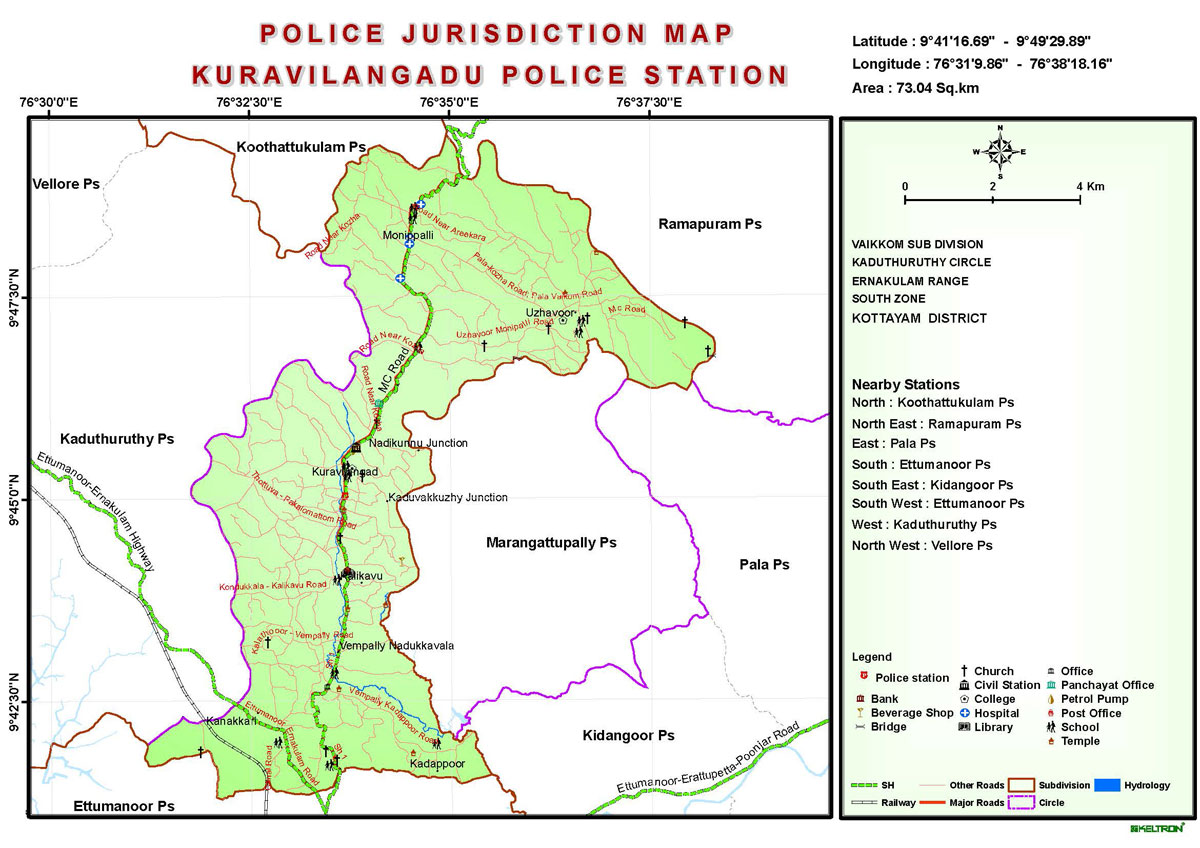 POLICE JURISDICTION MAP
KURAVILANGADU POLICE STATION
Latitude : 9°41'16.69" - 9°49'29.89"
Longitude : 76°31'9.86" - 76°38'18.16"
Area : 73.04 Sq.km
76°30'0"E
76°32'30"E
76°35'0"E
76°37'30"E
9°47'30"N
9°45'0"N
9°42'30"N
Koothattukulam Ps
Vellore Ps
Ramapuram Ps
Road Near Kozha
Road Near Areekara
Monippalli
Pala-kozha Road, Pala Vaikum Road
Mc Road
Uzhavoor
Uzhavoor Monipalli Road
Road Near Kozha
MC Road
Road Near Kozha
Kaduthuruthy Ps
Nadikunnu Junction
Kuravilangad
Kaduvakkuzhy Junction
Ettumanoor-Ernakulam Highway
Thottuva - Pakalomattom Road
Marangattupally Ps
Pala Ps
Kalikavu
Kondukkala - Kalikavu Road
Kalathooor - Vempally Road
Vempally Nadukkavala
Vempally Kadappoor Road
Kanakkari
Ettumanoor, Ernakulam Road
SH 1
Kadappoor
Kidangoor Ps
Ettumanoor-Erattupetta-Poonjar Road
Ettumanoor Ps
N
W
E
S
0 2 4 Km
VAIKKOM SUB DIVISION
KADUTHURUTHY CIRCLE
ERNAKULAM RANGE
SOUTH ZONE
KOTTAYAM DISTRICT
Nearby Stations
North : Koothattukulam Ps
North East : Ramapuram Ps
East : Pala Ps
South : Ettumanoor Ps
South East : Kidangoor Ps
South West : Ettumanoor Ps
West : Kaduthuruthy Ps
North West : Vellore Ps
Legend
Police station
Bank
Beverage Shop
Bridge
Church
Civil Station
College
Hospital
Library
Office
Panchayat Office
Petrol Pump
Post Office
School
Temple
SH
Other Roads
Subdivision
Hydrology
Railway
Major Roads
Circle
KELTRON